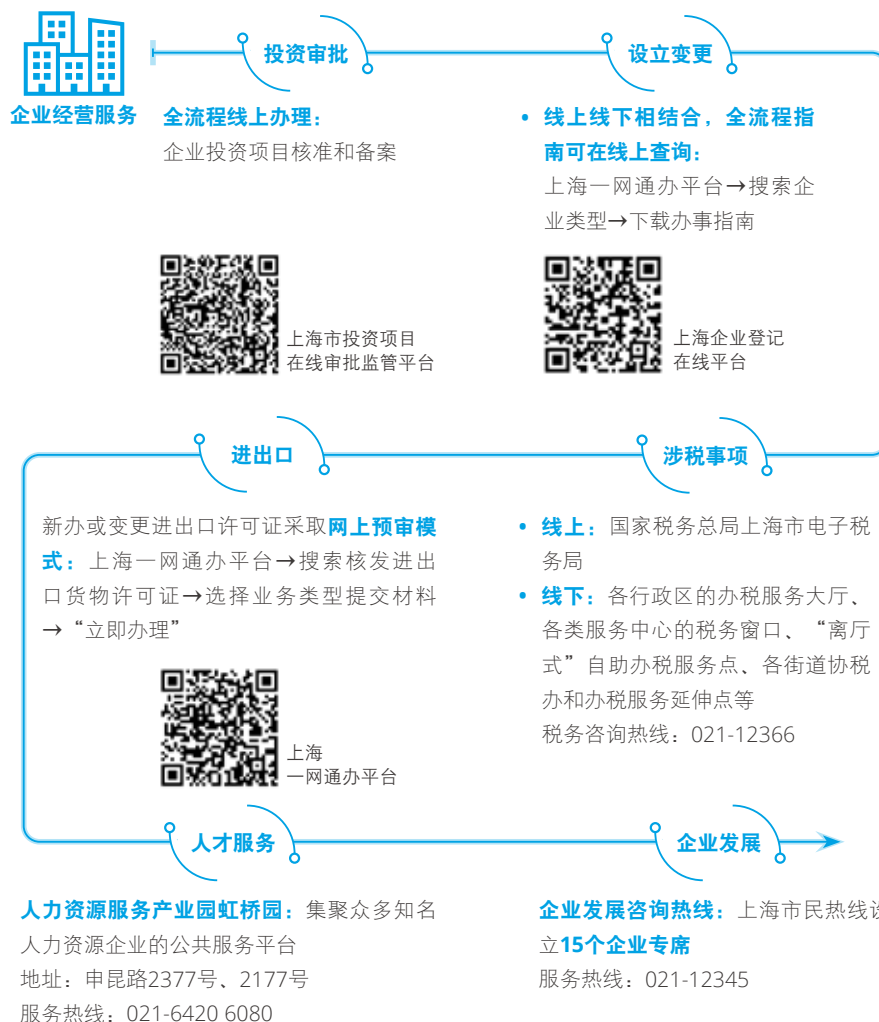 企业经营服务
投资审批
全流程线上办理：
企业投资项目核准和备案
上海市投资项目
在线审批监管平台
设立变更
• 线上线下相结合，全流程指
南可在线上查询：
上海一网通办平台→搜索企
业类型→下载办事指南
上海企业登记
在线平台
进出口
新办或变更进出口许可证采取网上预审模
式：上海一网通办平台→搜索核发进出
口货物许可证→选择业务类型提交材料
→“立即办理”
上海
一网通办平台
涉税事项
• 线上：国家税务总局上海市电子税
务局
• 线下：各行政区的办税服务大厅、
各类服务中心的税务窗口、“离厅
式”自助办税服务点、各街道协税
办和办税服务延伸点等
税务咨询热线：021-12366
人才服务
人力资源服务产业园虹桥园：集聚众多知名
人力资源企业的公共服务平台
地址：申昆路2377号、2177号
服务热线：021-6420 6080
企业发展
企业发展咨询热线：上海市民热线设
立15个企业专席
服务热线：021-12345